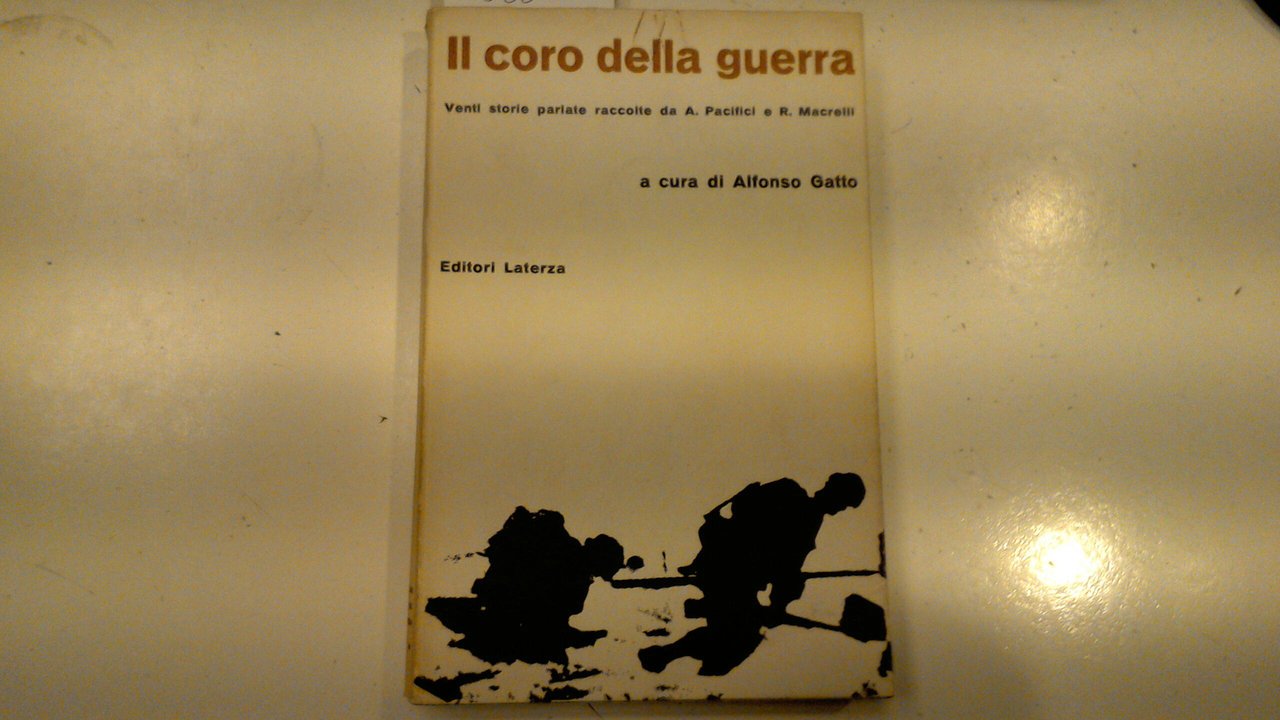 Il coro della guerra
Venti storie parlate raccolte da A. Pacifici e R. Macrelli
a cura di Alfonso Gatto
Editori Laterza